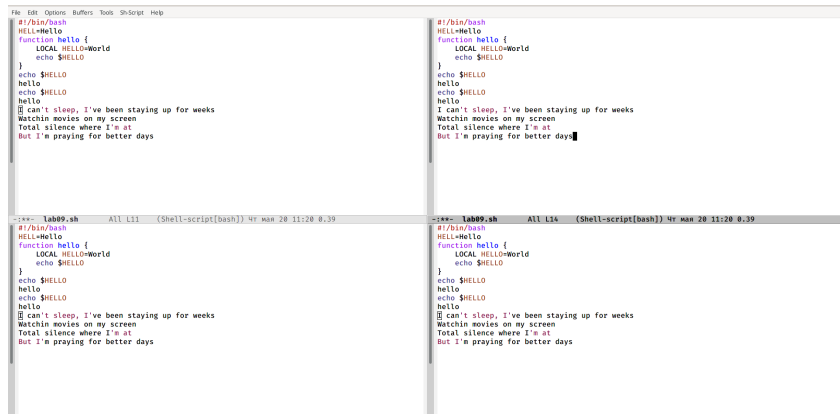 File Edit Options Buffers Tools Sh-Script Help
#!/bin/bash
HELL=Hello
function hello {
    LOCAL HELLO=World
    echo $HELLO
}
echo $HELLO
hello
echo $HELLO
hello
I can't sleep, I've been staying up for weeks
Watchin movies on my screen
Total silence where I'm at
But I'm praying for better days
-:**- lab09.sh All L11 (Shell-script[bash]) Чт мая 20 11:20 0.39
#!/bin/bash
HELL=Hello
function hello {
    LOCAL HELLO=World
    echo $HELLO
}
echo $HELLO
hello
echo $HELLO
hello
I can't sleep, I've been staying up for weeks
Watchin movies on my screen
Total silence where I'm at
But I'm praying for better days
-:**- lab09.sh All L14 (Shell-script[bash]) Чт мая 20 11:20 0.39
#!/bin/bash
HELL=Hello
function hello {
    LOCAL HELLO=World
    echo $HELLO
}
echo $HELLO
hello
echo $HELLO
hello
I can't sleep, I've been staying up for weeks
Watchin movies on my screen
Total silence where I'm at
But I'm praying for better days
#!/bin/bash
HELL=Hello
function hello {
    LOCAL HELLO=World
    echo $HELLO
}
echo $HELLO
hello
echo $HELLO
hello
I can't sleep, I've been staying up for weeks
Watchin movies on my screen
Total silence where I'm at
But I'm praying for better days